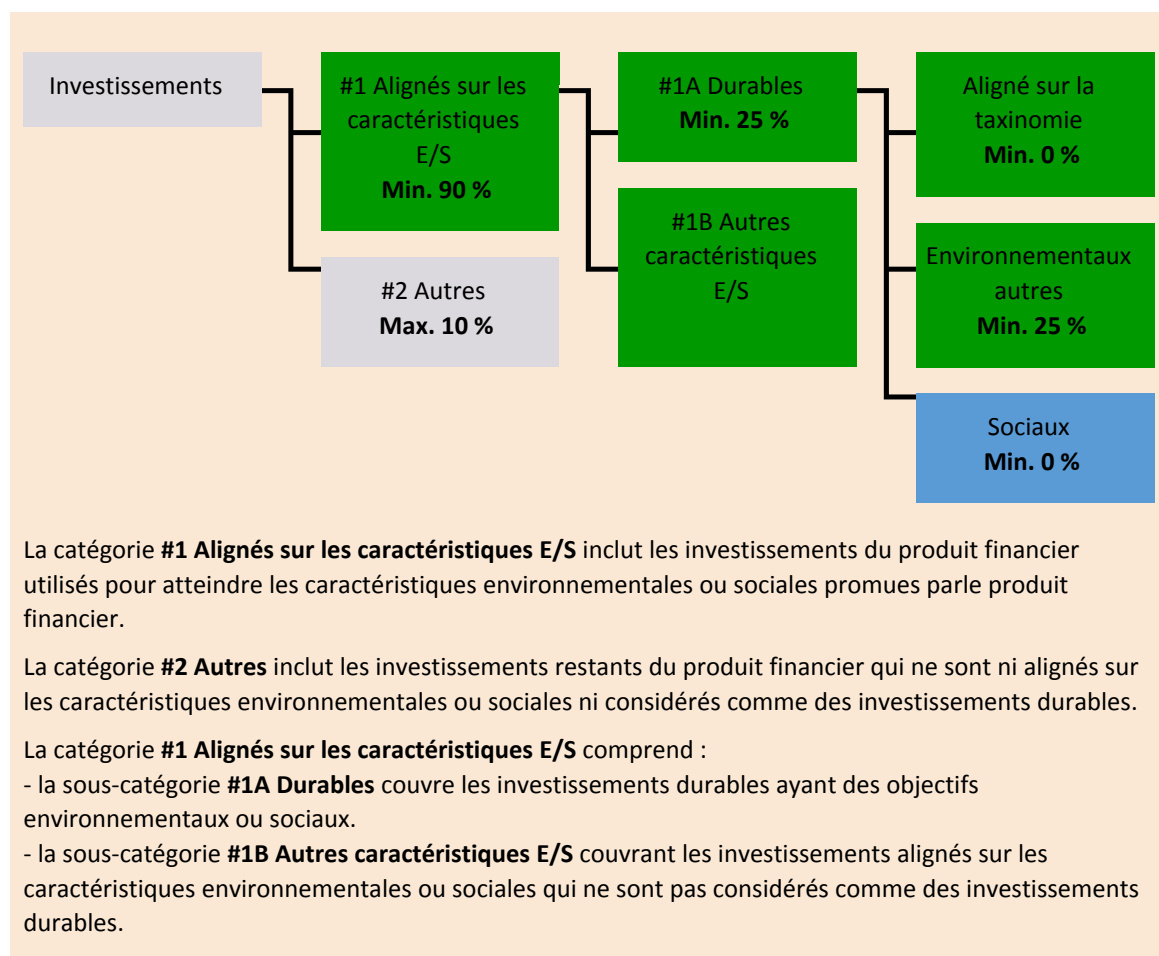 Investissements
#1 Alignés sur les
caractéristiques
E/S
Min. 90 %
#2 Autres
Max. 10 %
#1A Durables
Min. 25 %
#1B Autres
caractéristiques
E/S
Aligné sur la
taxinomie
Min. 0 %
Environnementaux
autres
Min. 25 %
Sociaux
Min. 0 %
La catégorie #1 Alignés sur les caractéristiques E/S inclut les investissements du produit financier
utilisés pour atteindre les caractéristiques environnementales ou sociales promues parle produit
financier.
La catégorie #2 Autres inclut les investissements restants du produit financier qui ne sont ni alignés sur
les caractéristiques environnementales ou sociales ni considérés comme des investissements durables.
La catégorie #1 Alignés sur les caractéristiques E/S comprend :
- la sous-catégorie #1A Durables couvre les investissements durables ayant des objectifs
environnementaux ou sociaux.
- la sous-catégorie #1B Autres caractéristiques E/S couvrant les investissements alignés sur les
caractéristiques environnementales ou sociales qui ne sont pas considérés comme des investissements
durables.